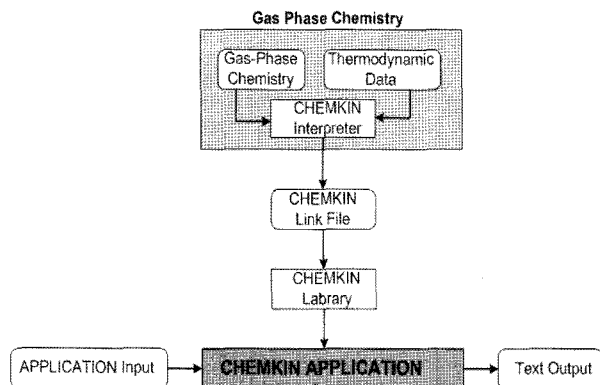 Gas Phase Chemistry
Gas-Phase
Chemistry
Thermodynamic
Data
CHEMKIN
Interpreter
CHEMKIN
Link File
CHEMKIN
Labrary
APPLICATION Input
CHEMKIN APPLICATION
Text Output